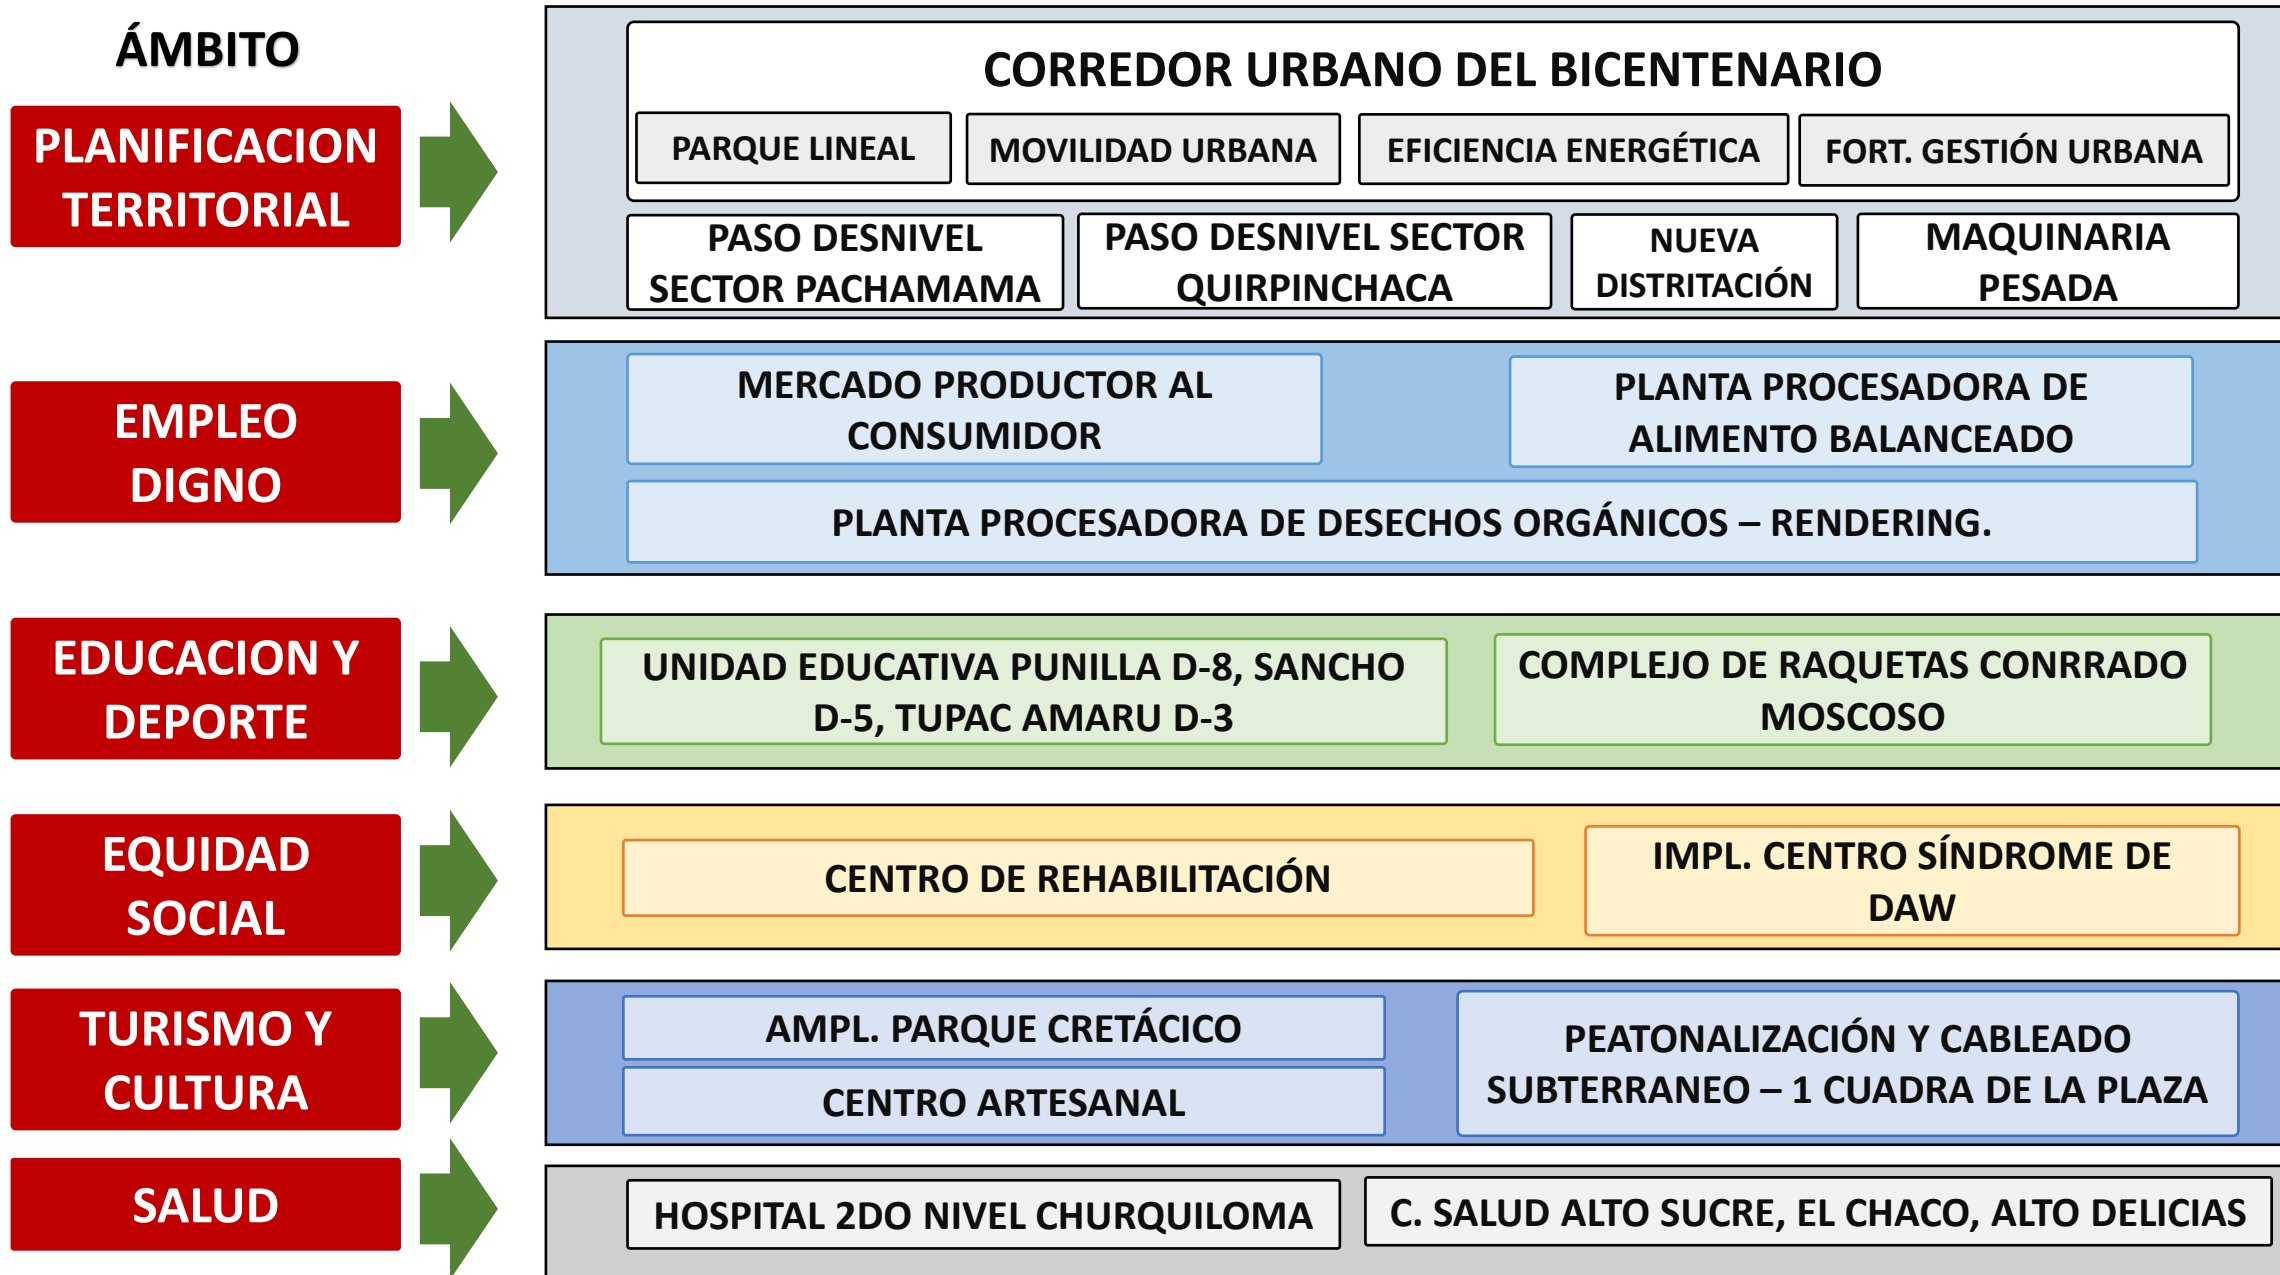 ÁMBITO
PLANIFICACION
TERRITORIAL
CORREDOR URBANO DEL BICENTENARIO
PARQUE LINEAL
MOVILIDAD URBANA
EFICIENCIA ENERGÉTICA
FORT. GESTIÓN URBANA
PASO DESNIVEL
SECTOR PACHAMAMA
PASO DESNIVEL SECTOR
QUIRPINCHACA
NUEVA
DISTRITACIÓN
MAQUINARIA
PESADA
EMPLEO
DIGNO
MERCADO PRODUCTOR AL
CONSUMIDOR
PLANTA PROCESADORA DE
ALIMENTO BALANCEADO
PLANTA PROCESADORA DE DESECHOS ORGÁNICOS – RENDERING.
EDUCACION Y
DEPORTE
UNIDAD EDUCATIVA PUNILLA D-8, SANCHO
D-5, TUPAC AMARU D-3
COMPLEJO DE RAQUETAS CONRRADO
MOSCOSO
EQUIDAD
SOCIAL
CENTRO DE REHABILITACIÓN
IMPL. CENTRO SÍNDROME DE
DAW
TURISMO Y
CULTURA
AMPL. PARQUE CRETÁCICO
CENTRO ARTESANAL
PEATONALIZACIÓN Y CABLEADO
SUBTERRANEO – 1 CUADRA DE LA PLAZA
SALUD
HOSPITAL 2DO NIVEL CHURQUILOMA
C. SALUD ALTO SUCRE, EL CHACO, ALTO DELICIAS